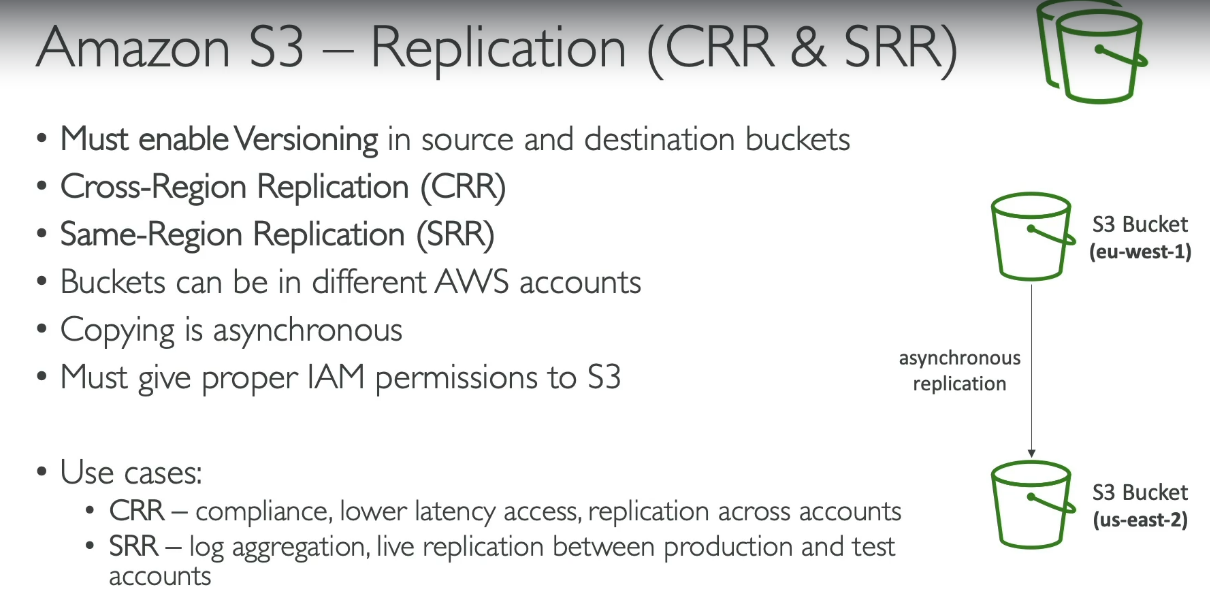 Amazon S3 – Replication (CRR & SRR)
• Must enable Versioning in source and destination buckets
• Cross-Region Replication (CRR)
• Same-Region Replication (SRR)
• Buckets can be in different AWS accounts
• Copying is asynchronous
• Must give proper IAM permissions to S3
• Use cases:
• CRR – compliance, lower latency access, replication across accounts
• SRR – log aggregation, live replication between production and test
accounts
S3 Bucket
(eu-west-1)
asynchronous
replication
S3 Bucket
(us-east-2)